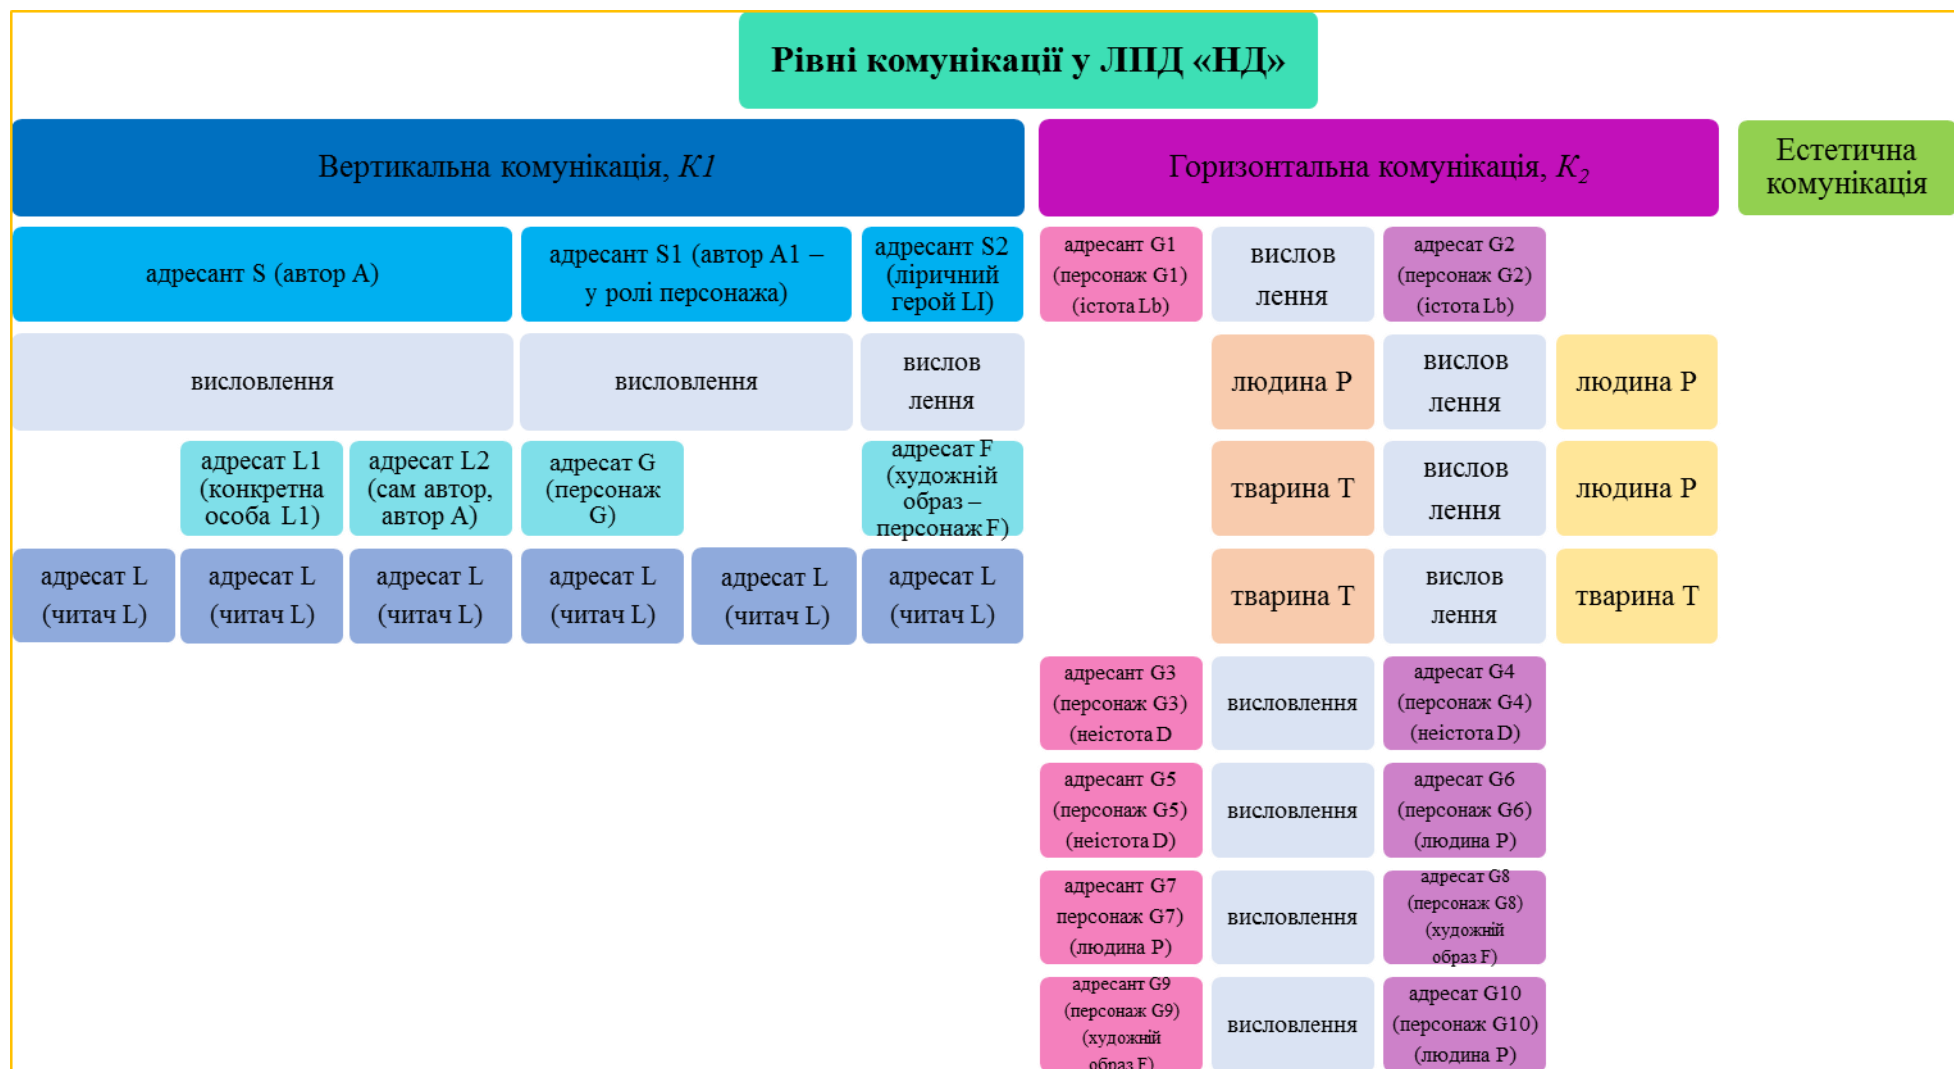 Рівні комунікації у ЛПД «НД»
Вертикальна комунікація, К1
Горизонтальна комунікація, К₂
Естетична
комунікація
адресант S (автор А)
адресант S1 (автор А1 –
у ролі персонажа)
адресант S2
(ліричний
герой LI)
адресант G1
(персонаж G1)
(істота Lb)
вислов
лення
адресат G2
(персонаж G2)
(істота Lb)
висловлення
висловлення
вислов
лення
людина Р
вислов
лення
людина Р
адресат L1
(конкретна
особа L1)
адресат L2
(сам автор,
автор А)
адресат G
(персонаж
G)
адресат F
(художній
образ –
персонаж F)
тварина Т
вислов
лення
людина Р
адресат L
(читач L)
адресат L
(читач L)
адресат L
(читач L)
адресат L
(читач L)
адресат L
(читач L)
адресат L
(читач L)
тварина Т
вислов
лення
тварина Т
адресант G3
(персонаж G3)
(неістота D
висловлення
адресат G4
(персонаж G4)
(неістота D)
адресант G5
(персонаж G5)
(неістота D)
висловлення
адресат G6
(персонаж G6)
(людина Р)
адресант G7
персонаж G7)
(людина Р)
висловлення
адресат G8
(персонаж G8)
(художній
образ F)
адресант G9
(персонаж G9)
(художній
образ F)
висловлення
адресат G10
(персонаж G10)
(людина Р)